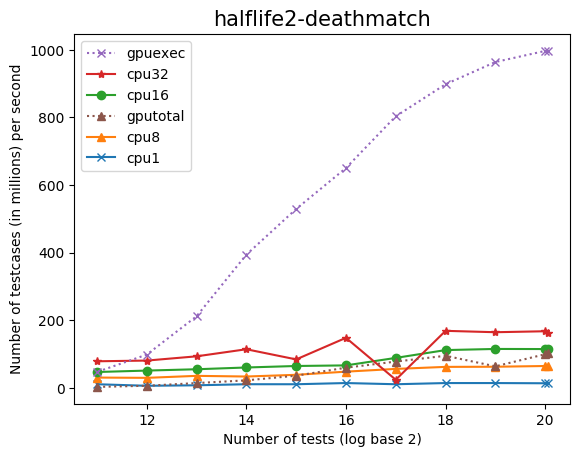 halflife2-deathmatch
Number of testcases (in millions) per second
1000
800
600
400
200
0
gpuexec
cpu32
cpu16
gputotal
cpu8
cpu1
12 14 16 18 20
Number of tests (log base 2)